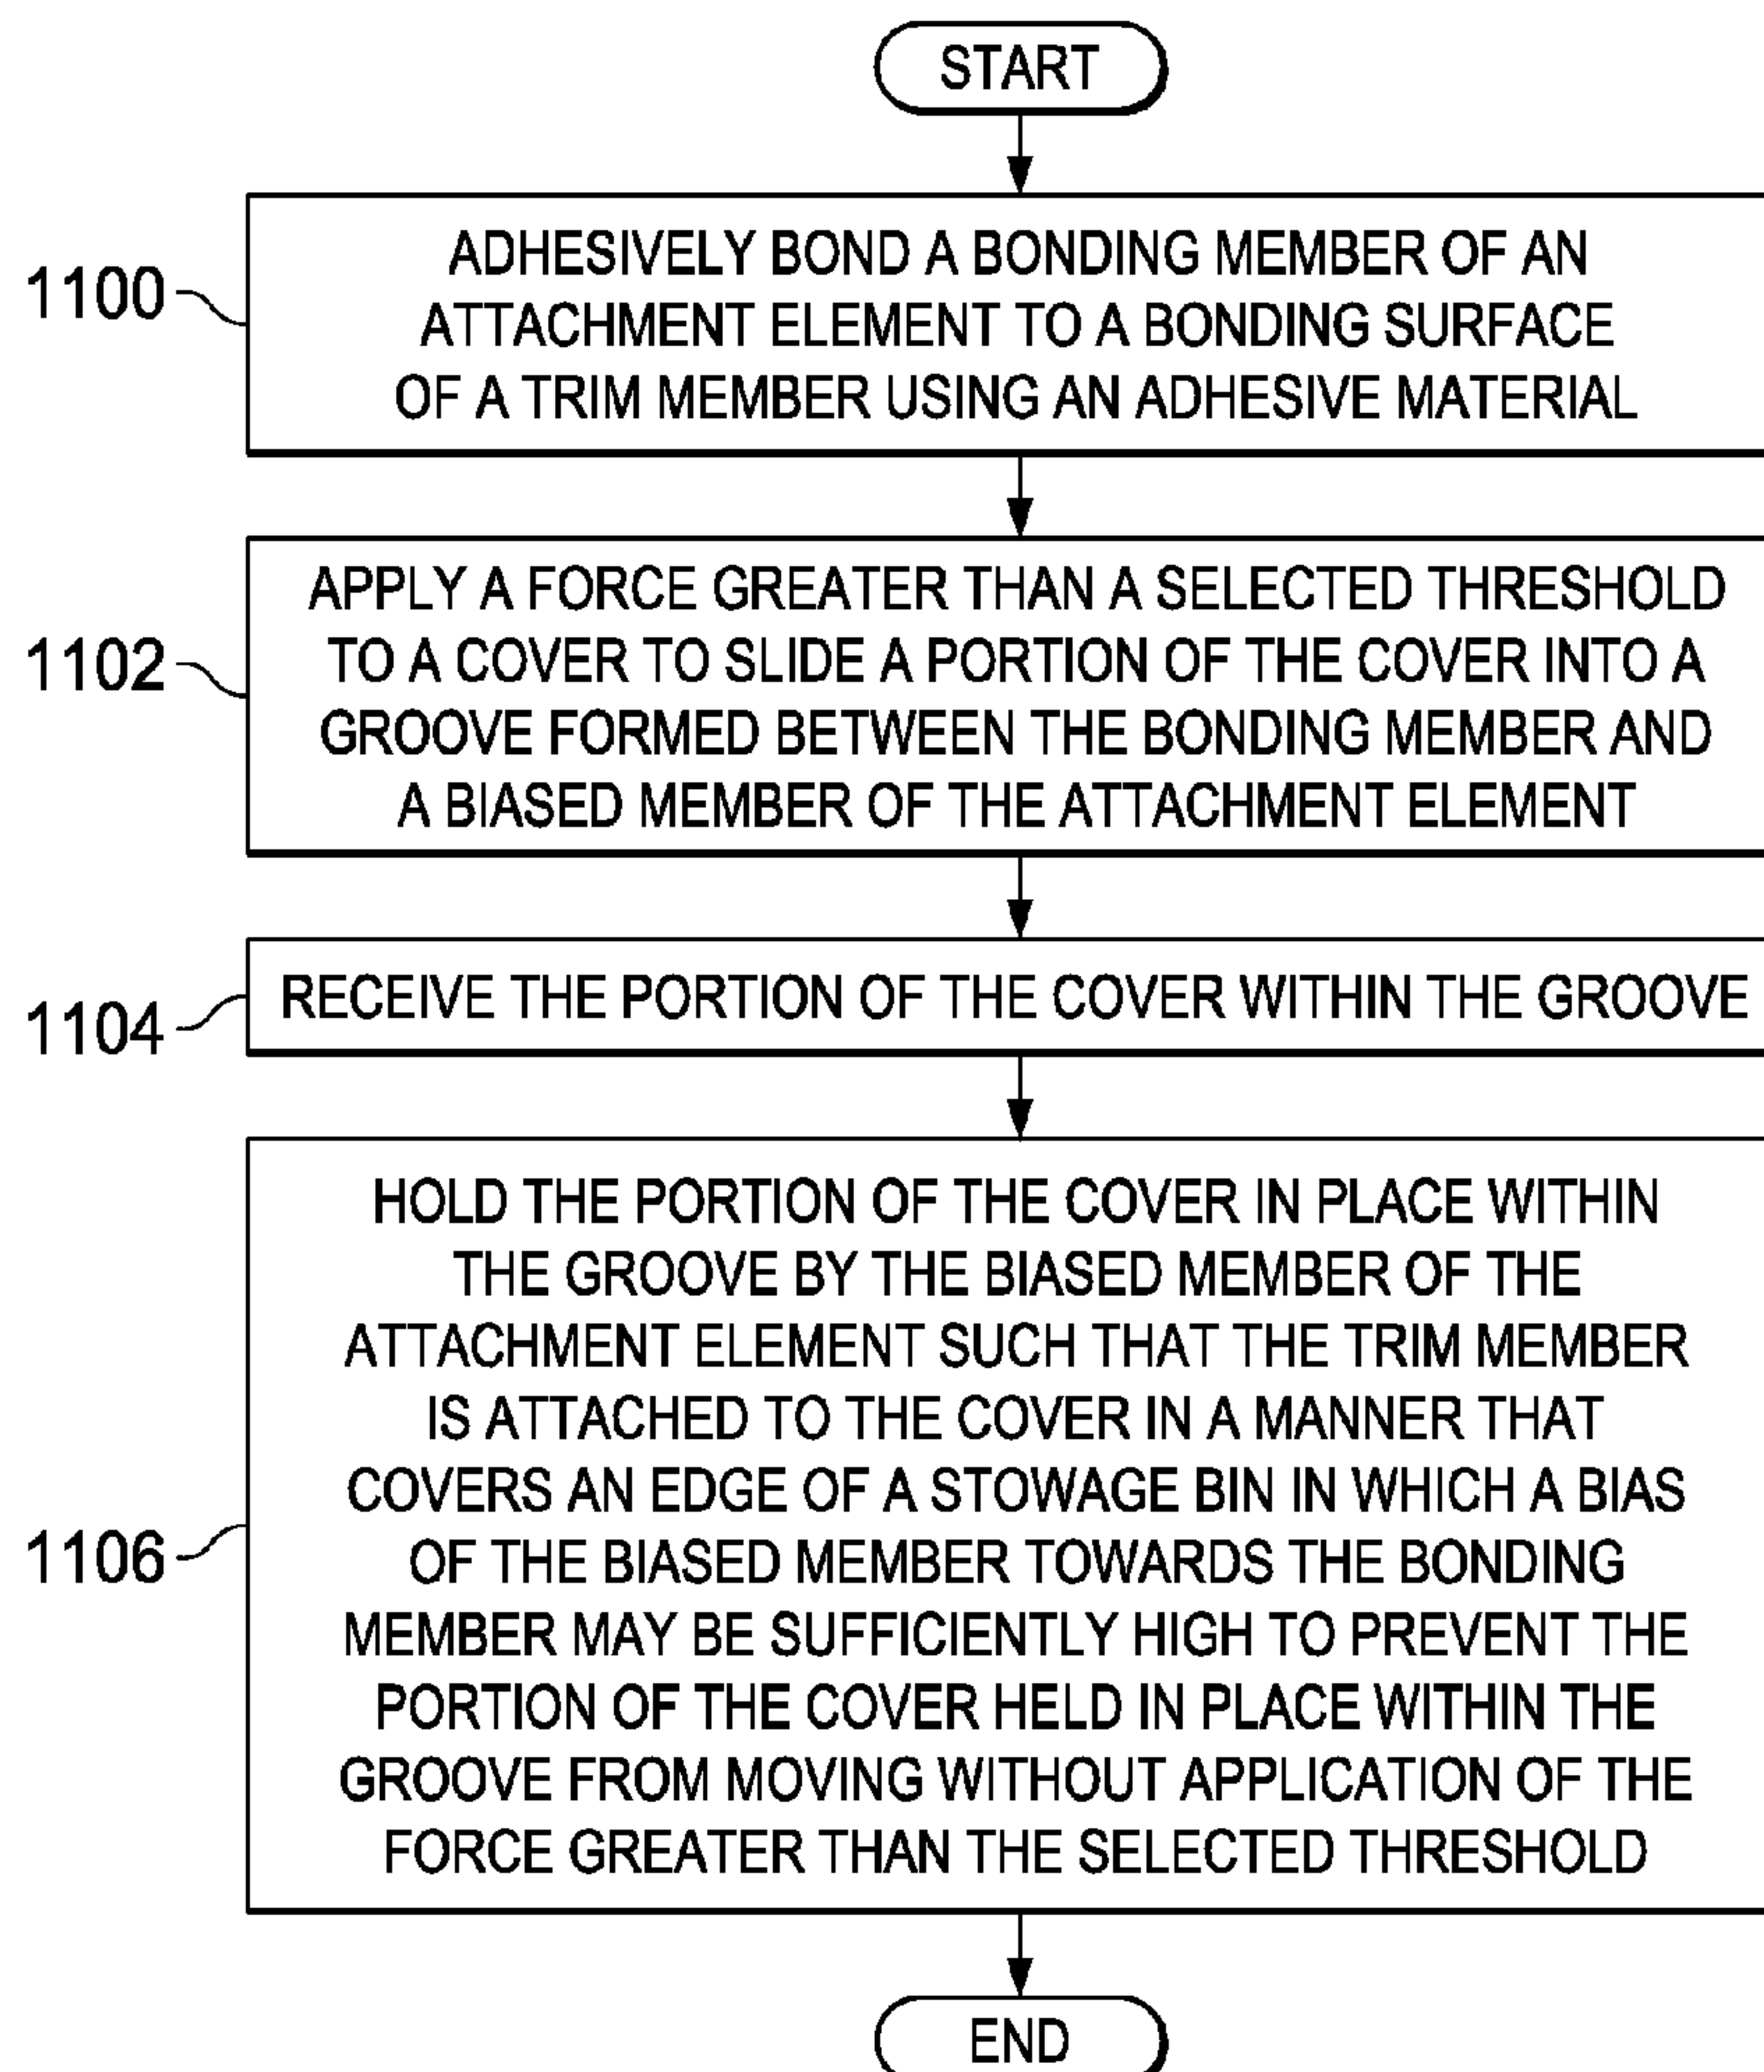 START
1100
ADHESIVELY BOND A BONDING MEMBER OF AN
ATTACHMENT ELEMENT TO A BONDING SURFACE
OF A TRIM MEMBER USING AN ADHESIVE MATERIAL
1102
APPLY A FORCE GREATER THAN A SELECTED THRESHOLD
TO A COVER TO SLIDE A PORTION OF THE COVER INTO A
GROOVE FORMED BETWEEN THE BONDING MEMBER AND
A BIASED MEMBER OF THE ATTACHMENT ELEMENT
1104
RECEIVE THE PORTION OF THE COVER WITHIN THE GROOVE
1106
HOLD THE PORTION OF THE COVER IN PLACE WITHIN
THE GROOVE BY THE BIASED MEMBER OF THE
ATTACHMENT ELEMENT SUCH THAT THE TRIM MEMBER
IS ATTACHED TO THE COVER IN A MANNER THAT
COVERS AN EDGE OF A STOWAGE BIN IN WHICH A BIAS
OF THE BIASED MEMBER TOWARDS THE BONDING
MEMBER MAY BE SUFFICIENTLY HIGH TO PREVENT THE
PORTION OF THE COVER HELD IN PLACE WITHIN THE
GROOVE FROM MOVING WITHOUT APPLICATION OF THE
FORCE GREATER THAN THE SELECTED THRESHOLD
END